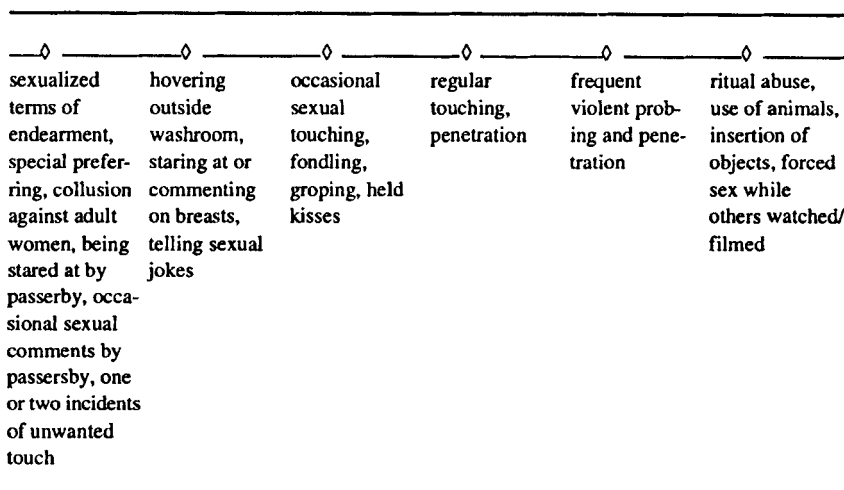 sexualized
terms of
endearment,
special prefer-
ring, collusion
against adult
women, being
stared at by
passerby, occa-
sional sexual
comments by
passersby, one
or two incidents
of unwanted
touch
hovering
outside
washroom,
staring at or
commenting
on breasts,
telling sexual
jokes
occasional
sexual
touching,
fondling,
groping, held
kisses
regular
touching,
penetration
frequent
violent prob-
ing and pene-
tration
ritual abuse,
use of animals,
insertion of
objects, forced
sex while
others watched/
filmed